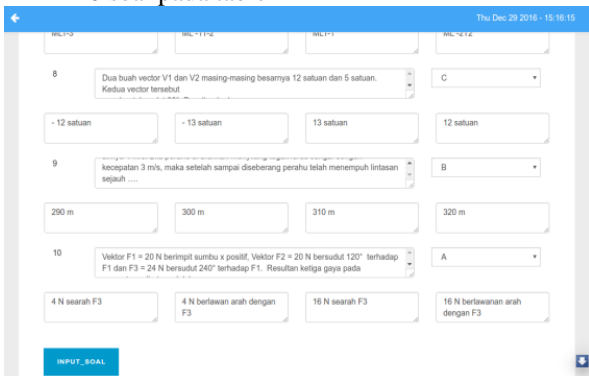 Thu Dec 29 2016 - 15:16:15
8
Dua buah vector V1 dan V2 masing-masing besarnya 12 satuan dan 5 satuan.
Kedua vector tersebut
C
- 12 satuan
- 13 satuan
13 satuan
12 satuan
9
kecepatan 3 m/s, maka setelah sampai diseberang perahu telah menempuh lintasan
sejauh ....
B
290 m
300 m
310 m
320 m
10
Vektor F1 = 20 N berimpit sumbu x positif, Vektor F2 = 20 N bersudut 120° terhadap
F1 dan F3 = 24 N bersudut 240° terhadap F1. Resultan ketiga gaya pada
A
4 N searah F3
4 N berlawan arah dengan
F3
16 N searah F3
16 N berlawanan arah
dengan F3
INPUT_SOAL